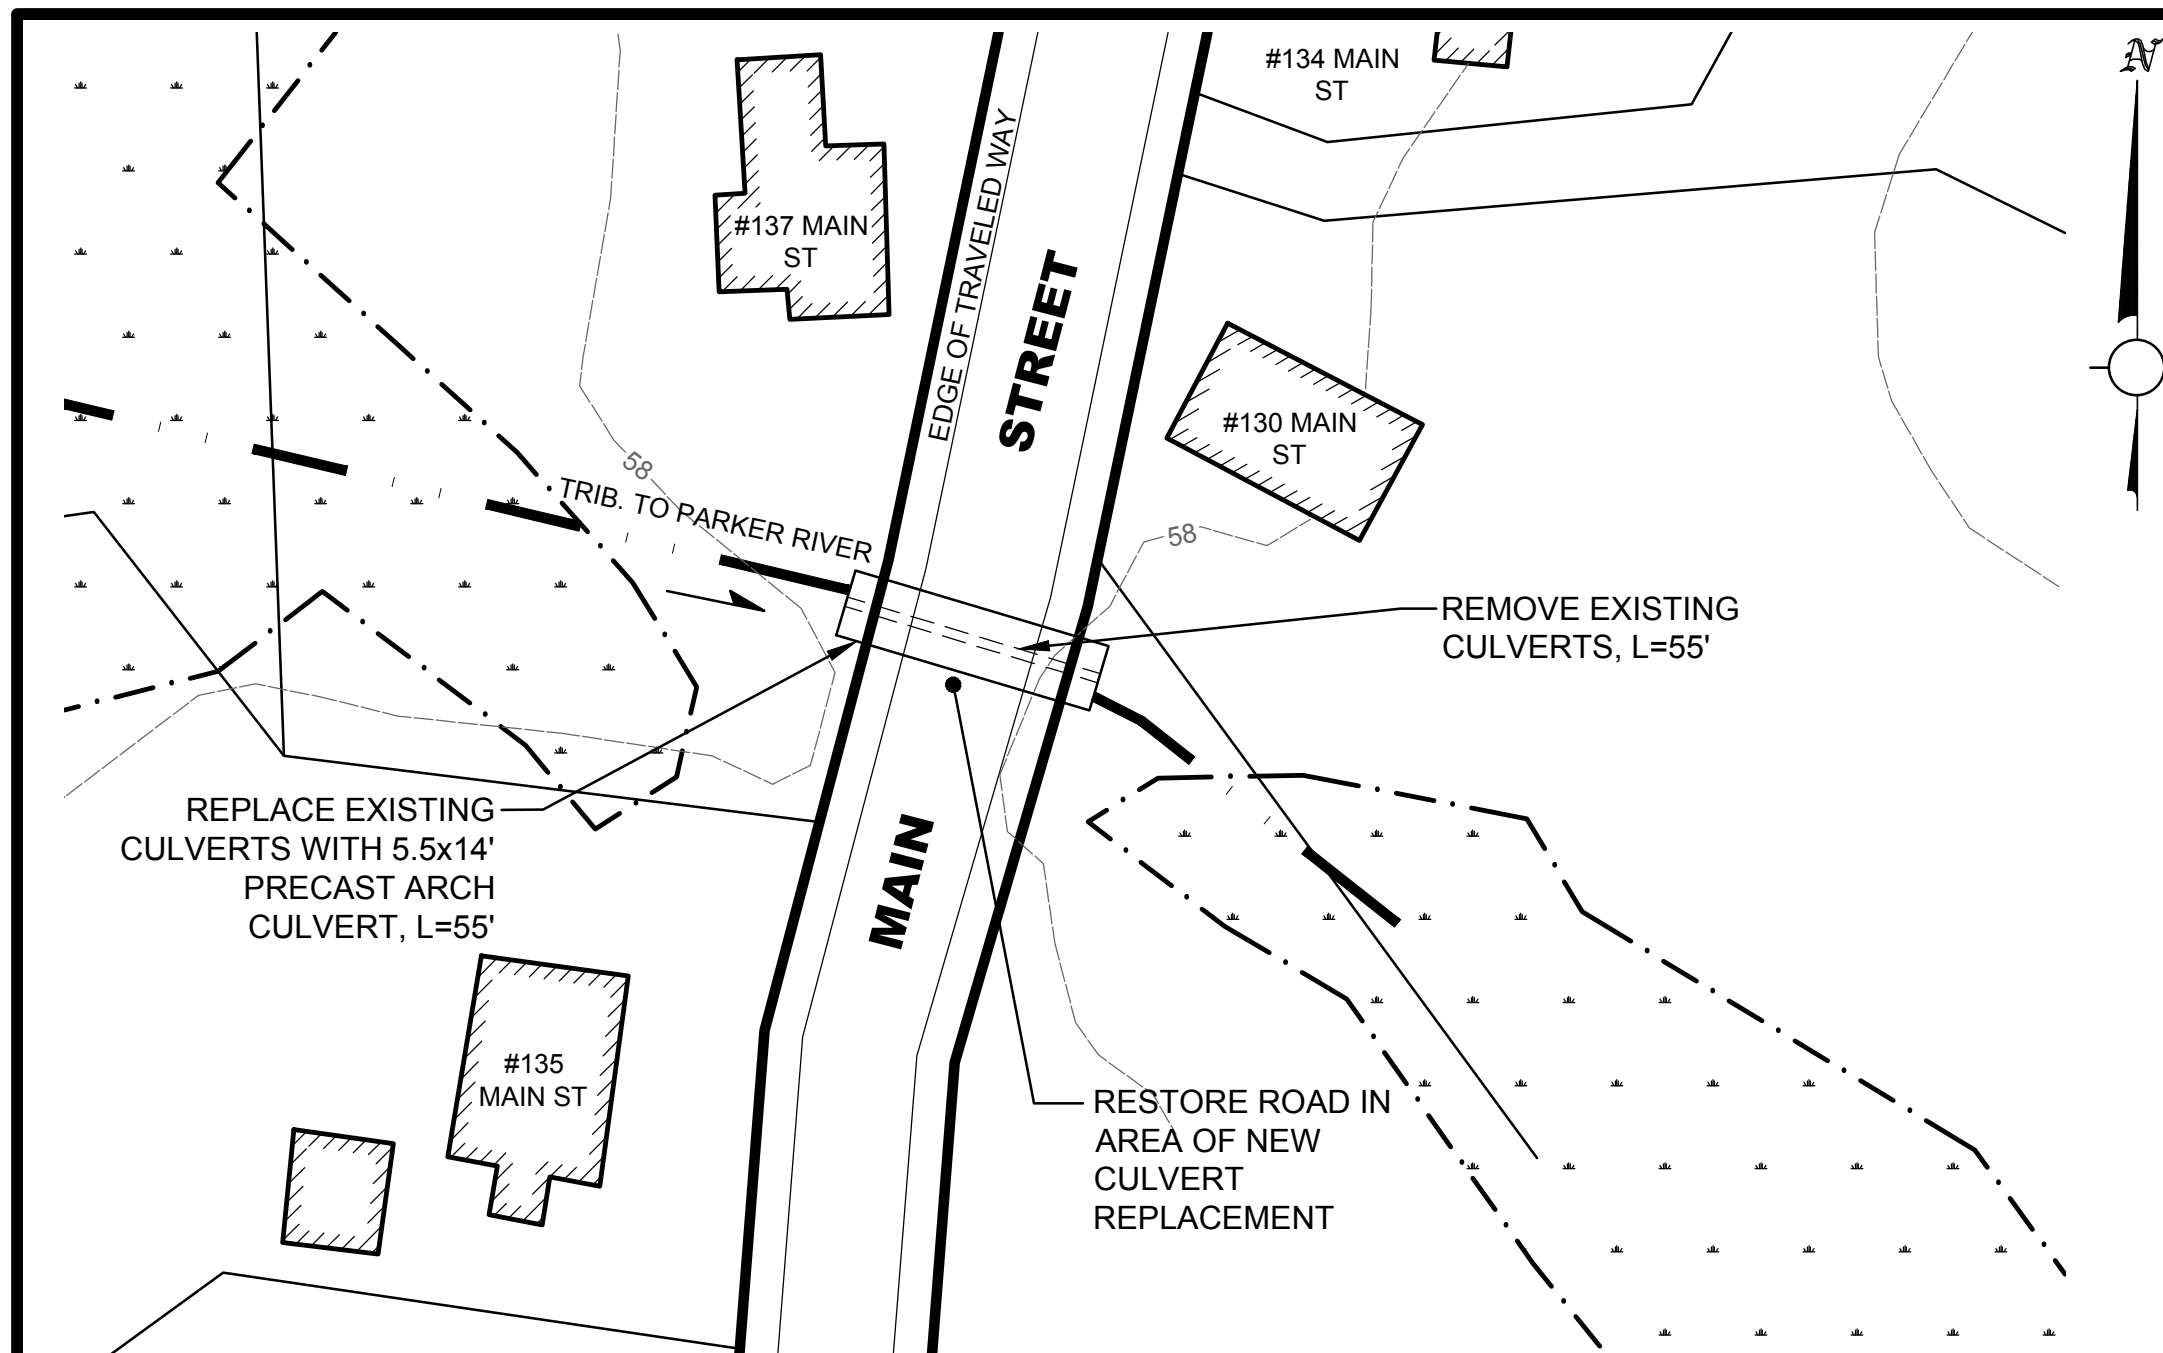 #134 MAIN
ST
N
#137 MAIN
ST
EDGE OF TRAVELED WAY
STREET
#130 MAIN
ST
58
TRIB. TO PARKER RIVER
58
REMOVE EXISTING
CULVERTS, L=55'
REPLACE EXISTING
CULVERTS WITH 5.5x14'
PRECAST ARCH
CULVERT, L=55'
MAIN
#135
MAIN ST
RESTORE ROAD IN
AREA OF NEW
CULVERT
REPLACEMENT